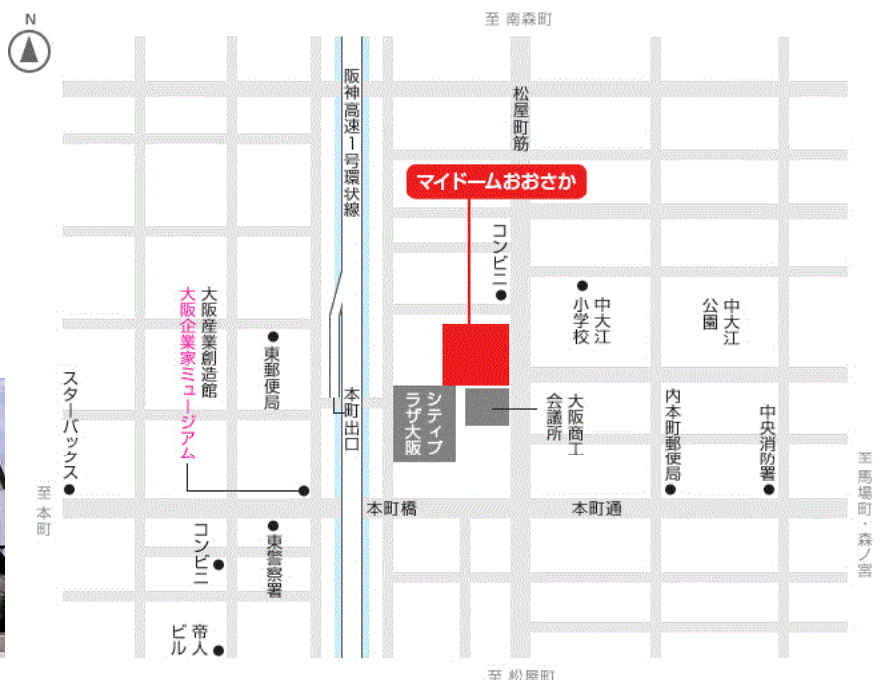 N
至 南森町
阪神高速1号環状線
松屋町筋
マイドームおおさか
コンビニ
大阪産業創造館
大阪企業家ミュージアム
東郵便局
中大江
小学校
中大江
公園
スターバックス
本町出口
シティプ
ラザ大阪
大阪商工
会議所
内本町郵便局
中央消防署
至 本町
至 馬場町・森ノ宮
本町橋
本町通
コンビニ
東警察署
帝人
ビル
至 松屋町